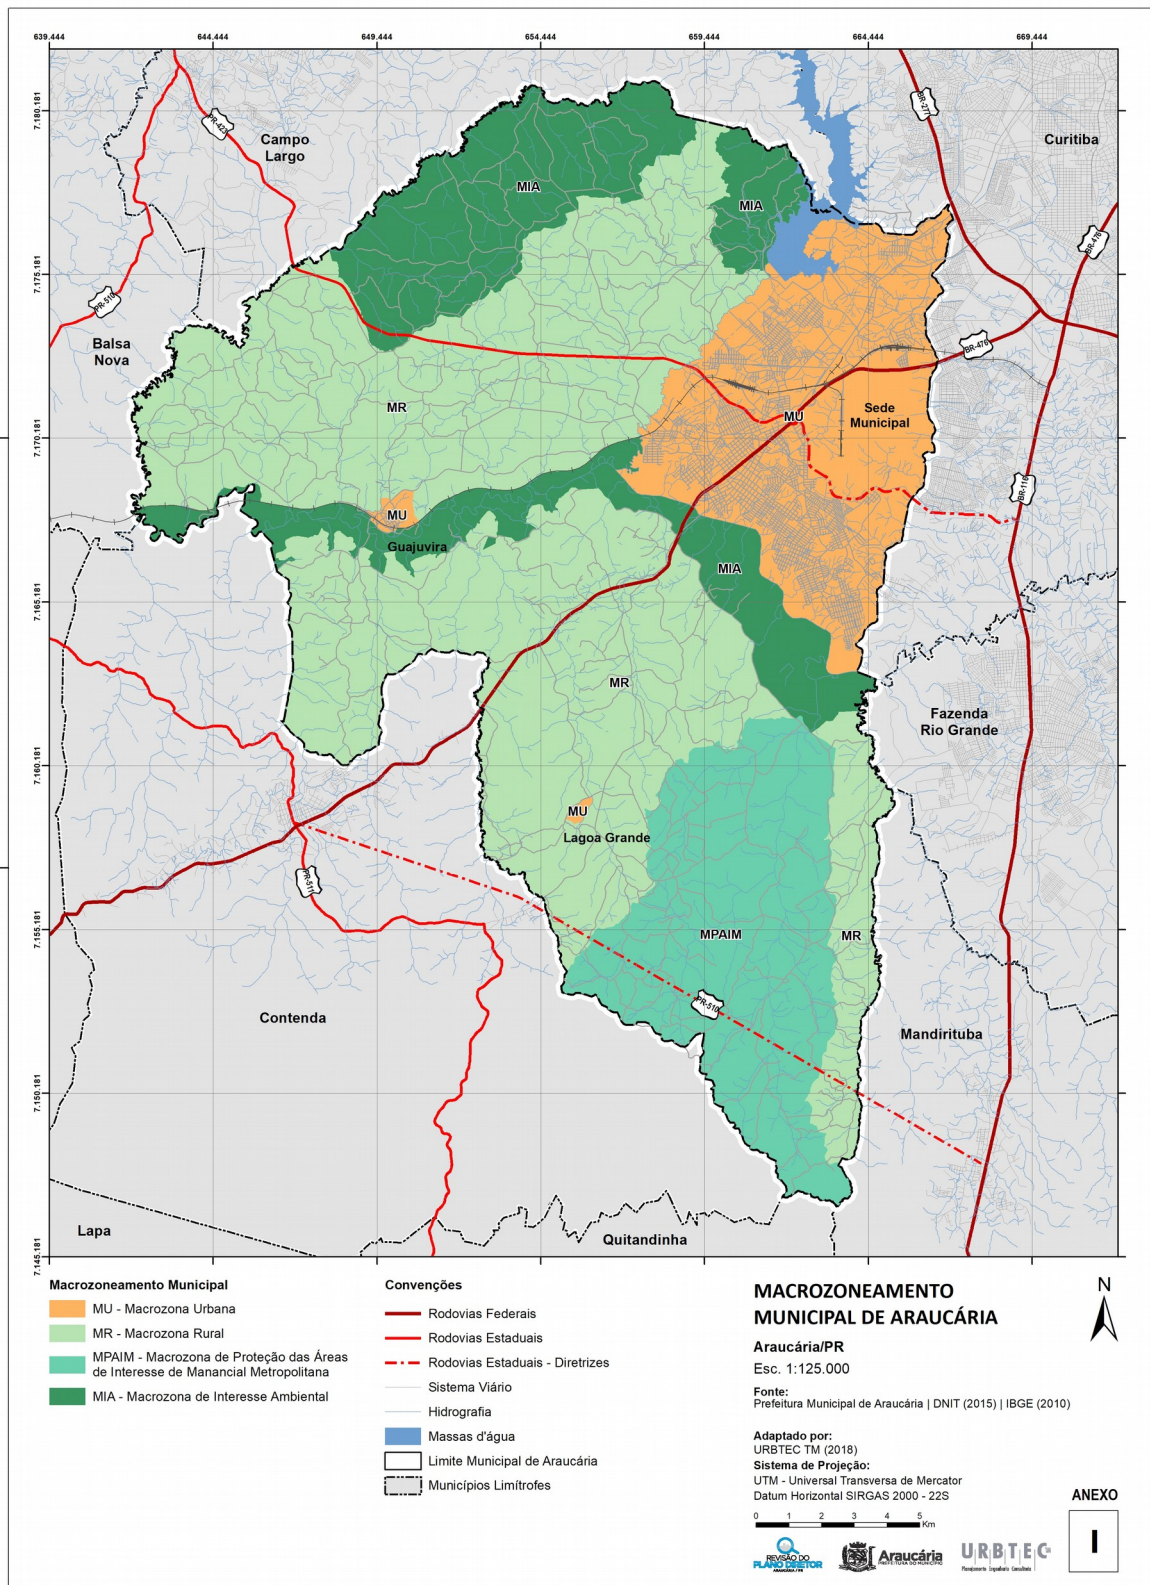 639.444
644.444
649.444
654.444
659.444
664.444
669.444
7.180.181
7.175.181
7.170.181
7.165.181
7.160.181
7.155.181
7.150.181
7.145.181
BR-277
PR-423
Campo
Largo
Curitiba
MIA
MIA
BR-476
PR-510
Balsa
Nova
BR-476
MR
MU
Sede
Municipal
BR-116
MU
Guajuvira
MIA
MR
Fazenda
Rio Grande
MU
Lagoa Grande
PR-511
MPAIM
MR
PR-510
Contenda
Mandirituba
Lapa
Quitandinha
Macrozoneamento Municipal
MU - Macrozona Urbana
MR - Macrozona Rural
MPAIM - Macrozona de Proteção das Áreas
de Interesse de Manancial Metropolitana
MIA - Macrozona de Interesse Ambiental
Convenções
Rodovias Federais
Rodovias Estaduais
Rodovias Estaduais - Diretrizes
Sistema Viário
Hidrografia
Massas d'água
Limite Municipal de Araucária
Municípios Limítrofes
MACROZONEAMENTO
MUNICIPAL DE ARAUCÁRIA
Araucária/PR
Esc. 1:125.000
Fonte:
Prefeitura Municipal de Araucária | DNIT (2015) | IBGE (2010)
Adaptado por:
URBTEC TM (2018)
Sistema de Projeção:
UTM - Universal Transversa de Mercator
Datum Horizontal SIRGAS 2000 - 22S
0 1 2 3 4 5
Km
N
ANEXO
I
REVISÃO DO
PLANO DIRETOR
ARAUCÁRIA / PR
Araucária
PREFEITURA DO MUNICÍPIO
URBTEC
Planejamento Engenharia Consultoria